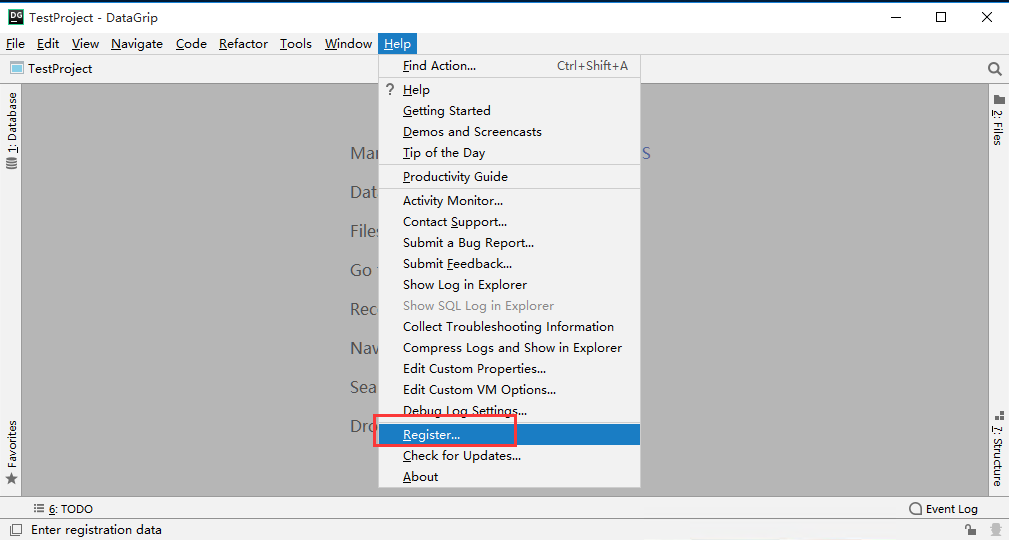 DG TestProject - DataGrip
File Edit View Navigate Code Refactor Tools Window Help
TestProject
Find Action... Ctrl+Shift+A
? Help
Getting Started
Demos and Screencasts
Tip of the Day
Productivity Guide
Activity Monitor...
Contact Support...
Submit a Bug Report...
Submit Feedback...
Show Log in Explorer
Show SQL Log in Explorer
Collect Troubleshooting Information
Compress Logs and Show in Explorer
Edit Custom Properties...
Edit Custom VM Options...
Debug Log Settings...
Register...
Check for Updates...
About
1: Database
Favorites
Files
Go
2: Files
7: Structure
6: TODO Event Log
Enter registration data